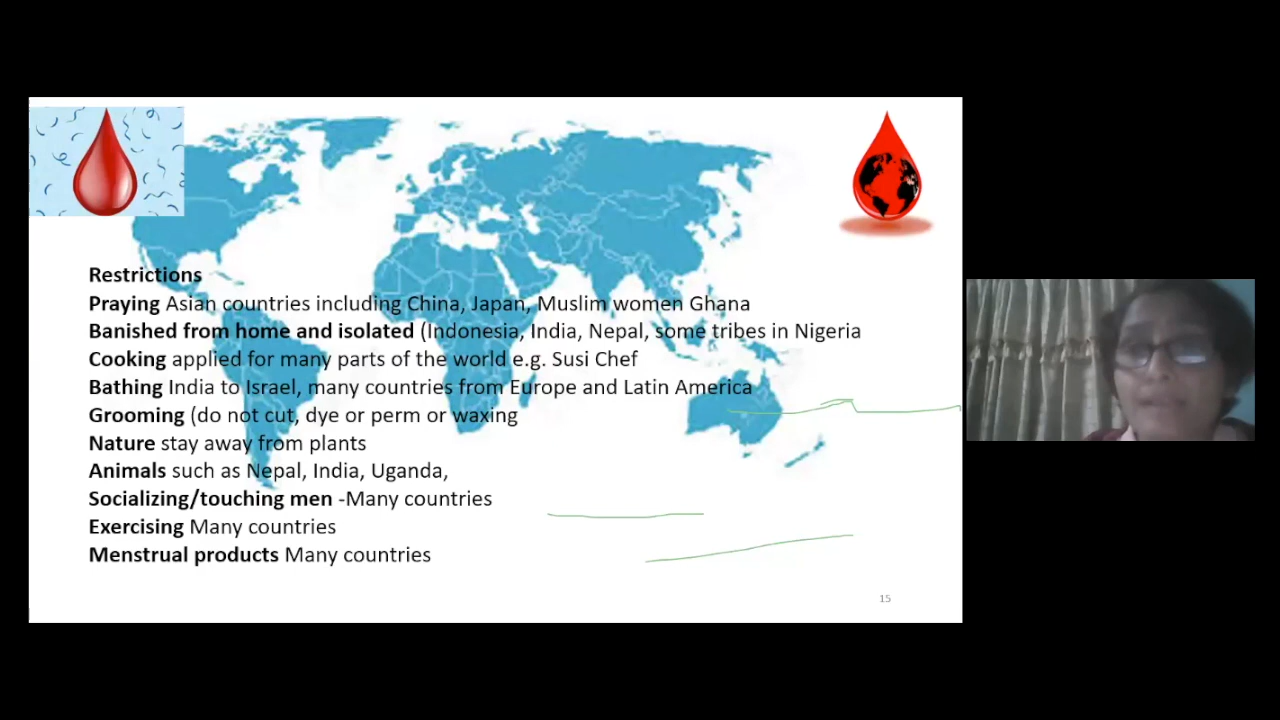 Restrictions
Praying Asian countries including China, Japan, Muslim women Ghana
Banished from home and isolated (Indonesia, India, Nepal, some tribes in Nigeria
Cooking applied for many parts of the world e.g. Susi Chef
Bathing India to Israel, many countries from Europe and Latin America
Grooming (do not cut, dye or perm or waxing
Nature stay away from plants
Animals such as Nepal, India, Uganda,
Socializing/touching men -Many countries
Exercising Many countries
Menstrual products Many countries
15